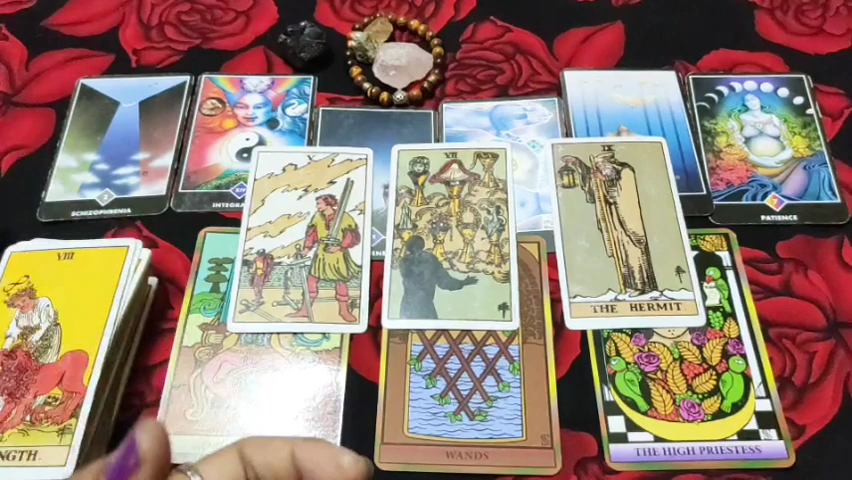 SCHIZOPHRENIA
INTEGRA
PATIENCE
VII
IX
THE HERMIT
VIII
NGTH.
WANDS
THE HIGH PRIESTESS